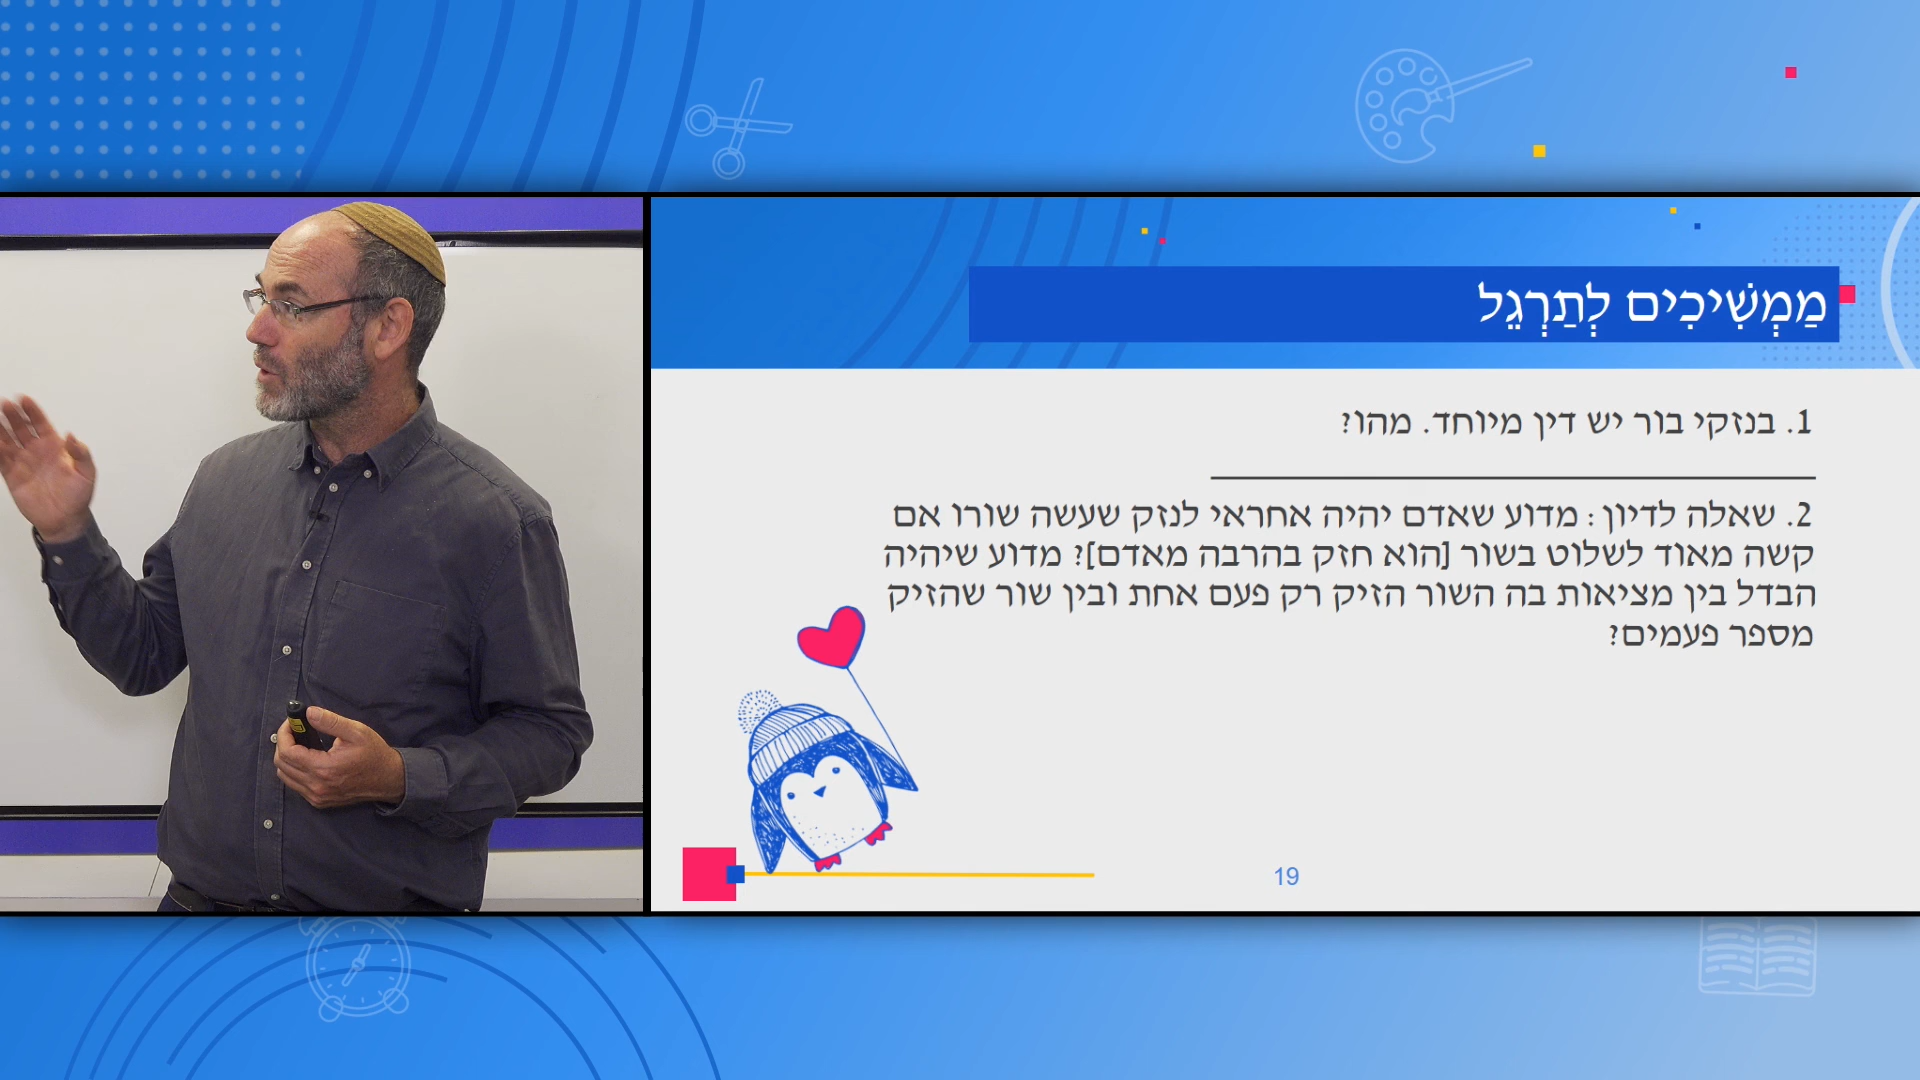 מַמְשִׁיכִים לְתַרְגֵּל
1. בנזקי בור יש דין מיוחד. מהו?
2. שאלה לדיון: מדוע שאדם יהיה אחראי לנזק שעשה שורו אם
קשה מאוד לשלוט בשור [הוא חזק בהרבה מאדם]? מדוע שיהיה
הבדל בין מציאות בה השור הזיק רק פעם אחת ובין שור שהזיק
מספר פעמים?
19